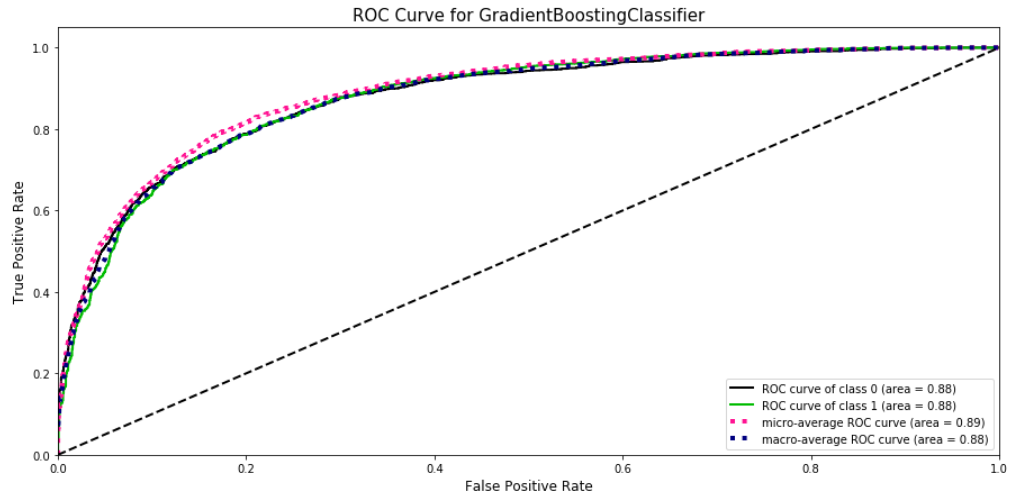 ROC Curve for GradientBoostingClassifier
1.0
0.8
0.6
0.4
0.2
0.0
True Positive Rate
ROC curve of class 0 (area = 0.88)
ROC curve of class 1 (area = 0.88)
micro-average ROC curve (area = 0.89)
macro-average ROC curve (area = 0.88)
0.0 0.2 0.4 0.6 0.8 1.0
False Positive Rate